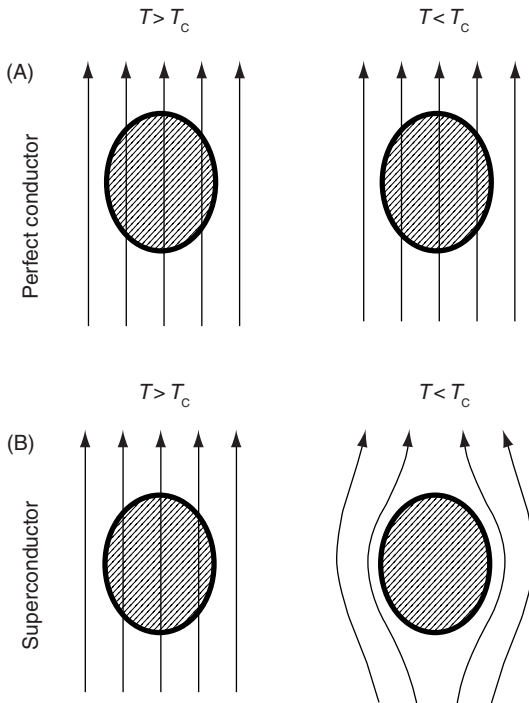 T > Tc T < Tc
(A)
Perfect conductor
T > Tc T < Tc
(B)
Superconductor